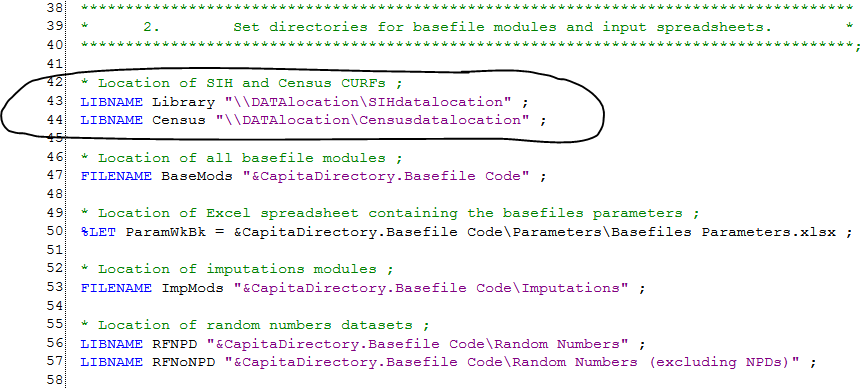 38 *************************************************************************************
39 * 2. Set directories for basefile modules and input spreadsheets. *
40 *************************************************************************************;
41
42 * Location of SIH and Census CURFs ;
43 LIBNAME Library "\\DATAlocation\SIHdatalocation" ;
44 LIBNAME Census "\\DATAlocation\Censusdatalocation" ;
45
46 * Location of all basefile modules ;
47 FILENAME BaseMods "&CapitaDirectory.Basefile Code" ;
48
49 * Location of Excel spreadsheet containing the basefiles parameters ;
50 %LET ParamWkBk = &CapitaDirectory.Basefile Code\Parameters\Basefiles Parameters.xlsx ;
51
52 * Location of imputations modules ;
53 FILENAME ImpMods "&CapitaDirectory.Basefile Code\Imputations" ;
54
55 * Location of random numbers datasets ;
56 LIBNAME RFNPD "&CapitaDirectory.Basefile Code\Random Numbers" ;
57 LIBNAME RFNoNPD "&CapitaDirectory.Basefile Code\Random Numbers (excluding NPDs)" ;
58